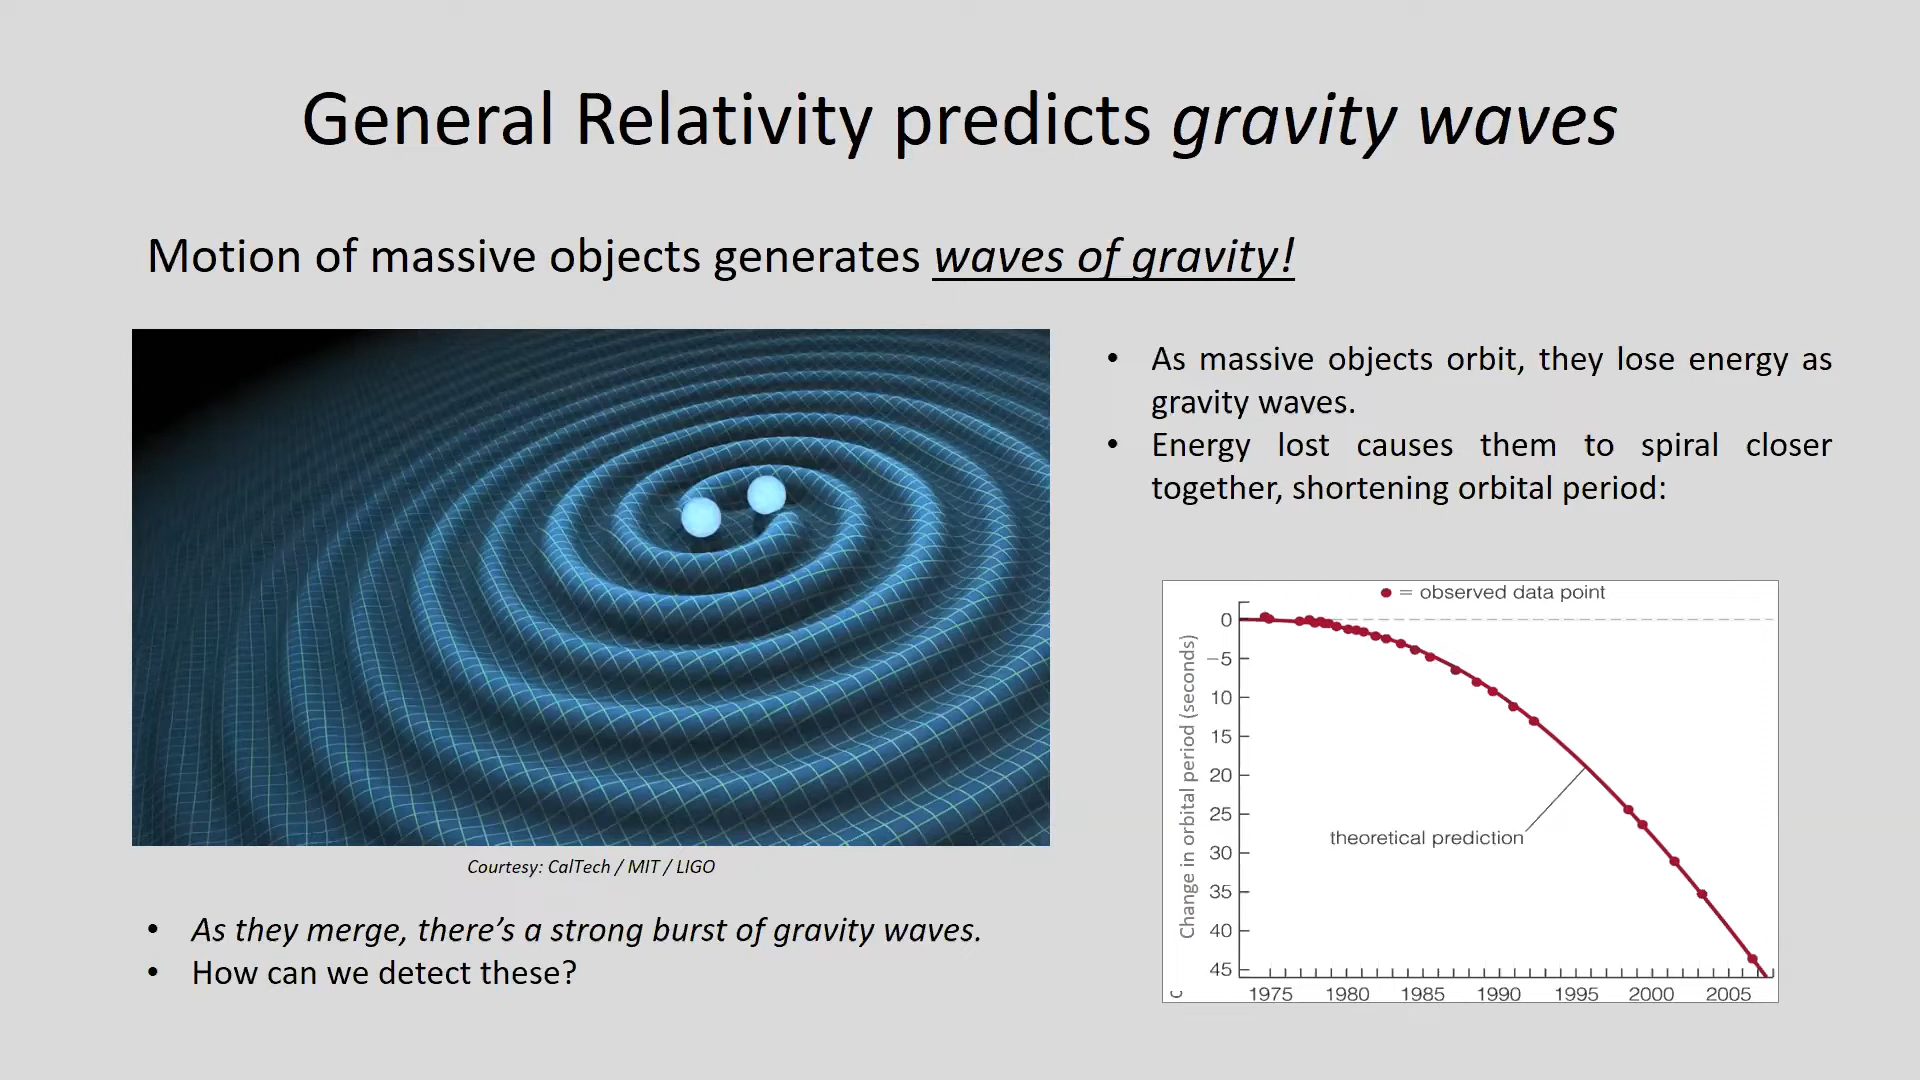 General Relativity predicts gravity waves
Motion of massive objects generates waves of gravity!
• As massive objects orbit, they lose energy as
gravity waves.
• Energy lost causes them to spiral closer
together, shortening orbital period:
Courtesy: CalTech / MIT / LIGO
• As they merge, there’s a strong burst of gravity waves.
• How can we detect these?
= observed data point
Change in orbital period (seconds)
0
–5
10
15
20
25
30
35
40
45
theoretical prediction
1975 1980 1985 1990 1995 2000 2005